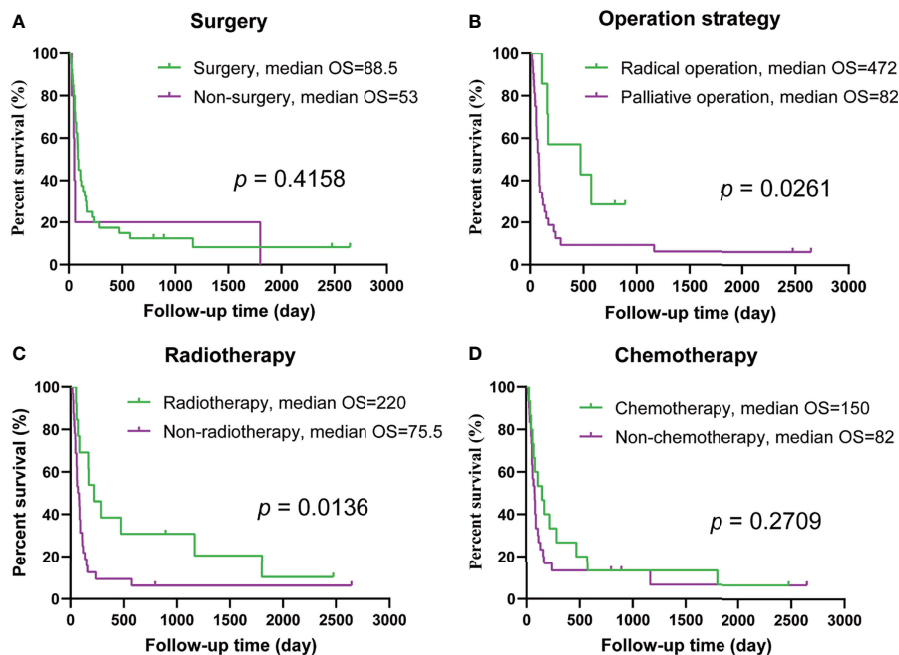 A
Surgery
Percent survival (%)
100
80
60
40
20
0
Surgery, median OS=88.5
Non-surgery, median OS=53
p = 0.4158
0 500 1000 1500 2000 2500 3000
Follow-up time (day)
B
Operation strategy
Percent survival (%)
100
80
60
40
20
0
Radical operation, median OS=472
Palliative operation, median OS=82
p = 0.0261
0 500 1000 1500 2000 2500 3000
Follow-up time (day)
C
Radiotherapy
Percent survival (%)
100
80
60
40
20
0
Radiotherapy, median OS=220
Non-radiotherapy, median OS=75.5
p = 0.0136
0 500 1000 1500 2000 2500 3000
Follow-up time (day)
D
Chemotherapy
Percent survival (%)
100
80
60
40
20
0
Chemotherapy, median OS=150
Non-chemotherapy, median OS=82
p = 0.2709
0 500 1000 1500 2000 2500 3000
Follow-up time (day)